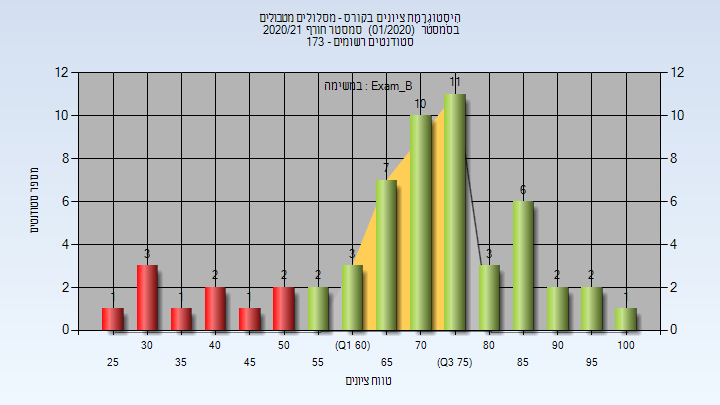 היסטוגרמת ציונים בקורס - מסלולים מטבולים
בסמסטר (01/2020) סמסטר חורף 2020/21
סטודנטים רשומים - 173
במשימה : Exam_B
מספר סטודנטים
12 12
10 10
8 8
6 6
4 4
2 2
0 0
1 3 1 2 1 2 2 3 7 10 11 3 6 2 2 1
30 40 50 (Q1 60) 70 80 90 100
25 35 45 55 65 (Q3 75) 85 95
טווח ציונים